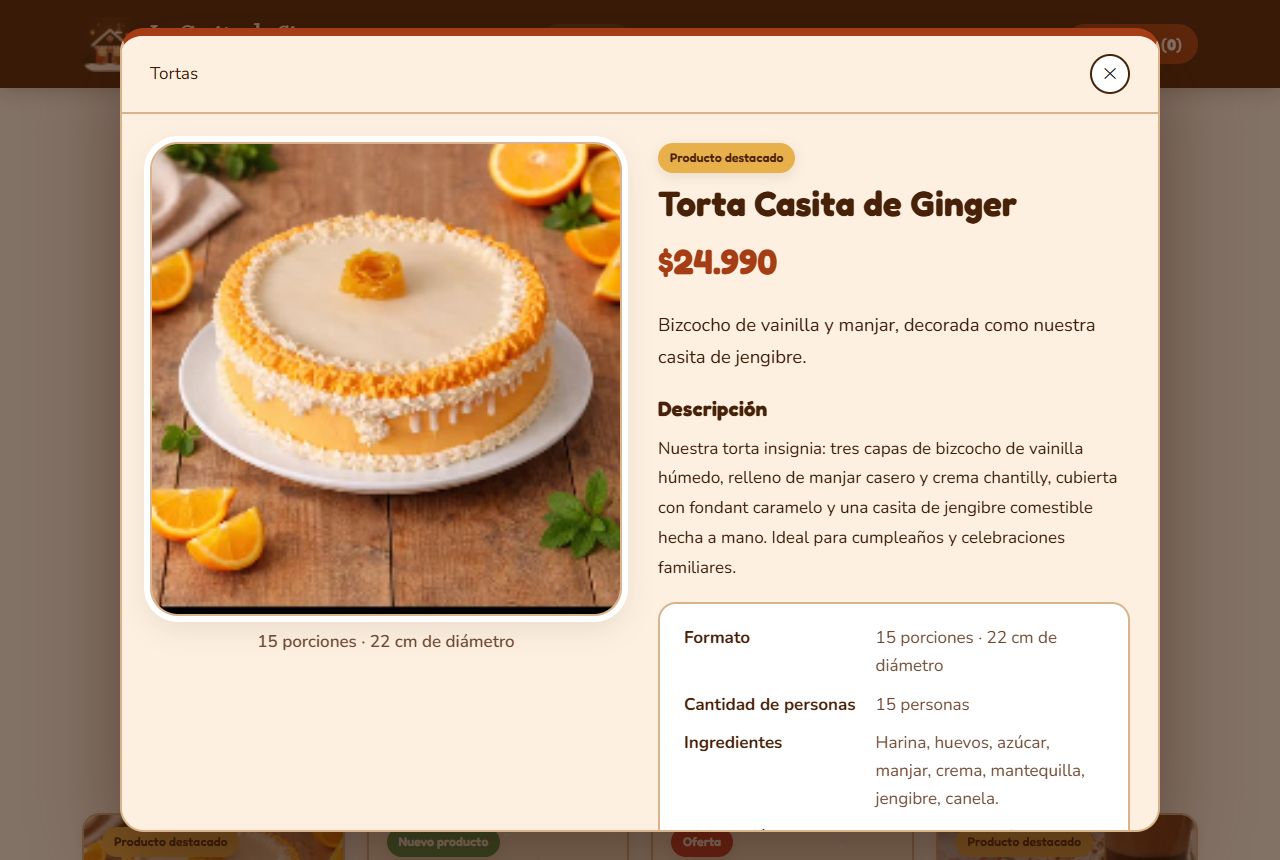 (0)
Tortas
Producto destacado
Torta Casita de Ginger
$24.990
Bizcocho de vainilla y manjar, decorada como nuestra
casita de jengibre.
Descripción
Nuestra torta insignia: tres capas de bizcocho de vainilla
húmedo, relleno de manjar casero y crema chantilly, cubierta
con fondant caramelo y una casita de jengibre comestible
hecha a mano. Ideal para cumpleaños y celebraciones
familiares.
15 porciones · 22 cm de diámetro
Formato 15 porciones · 22 cm de
diámetro
Cantidad de personas 15 personas
Ingredientes Harina, huevos, azúcar,
manjar, crema, mantequilla,
jengibre, canela.
Producto destacado
Nuevo producto
Oferta
Producto destacado